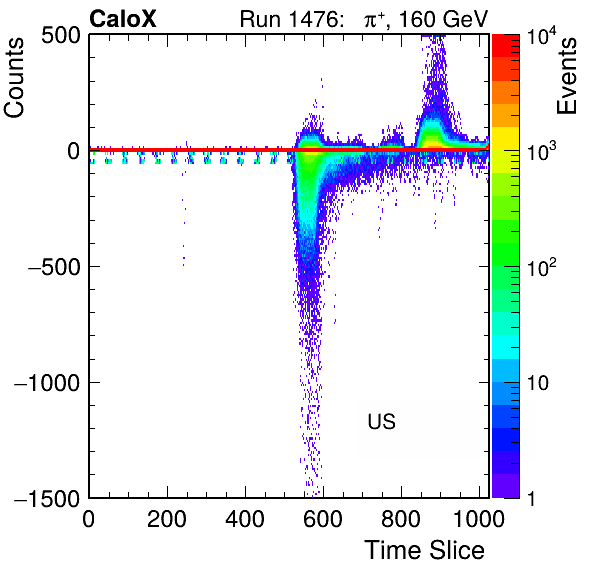 CaloX Run 1476: π⁺, 160 GeV
Counts
Events
500
0
−500
−1000
−1500
10⁴
10³
10²
10
1
US
0 200 400 600 800 1000
Time Slice